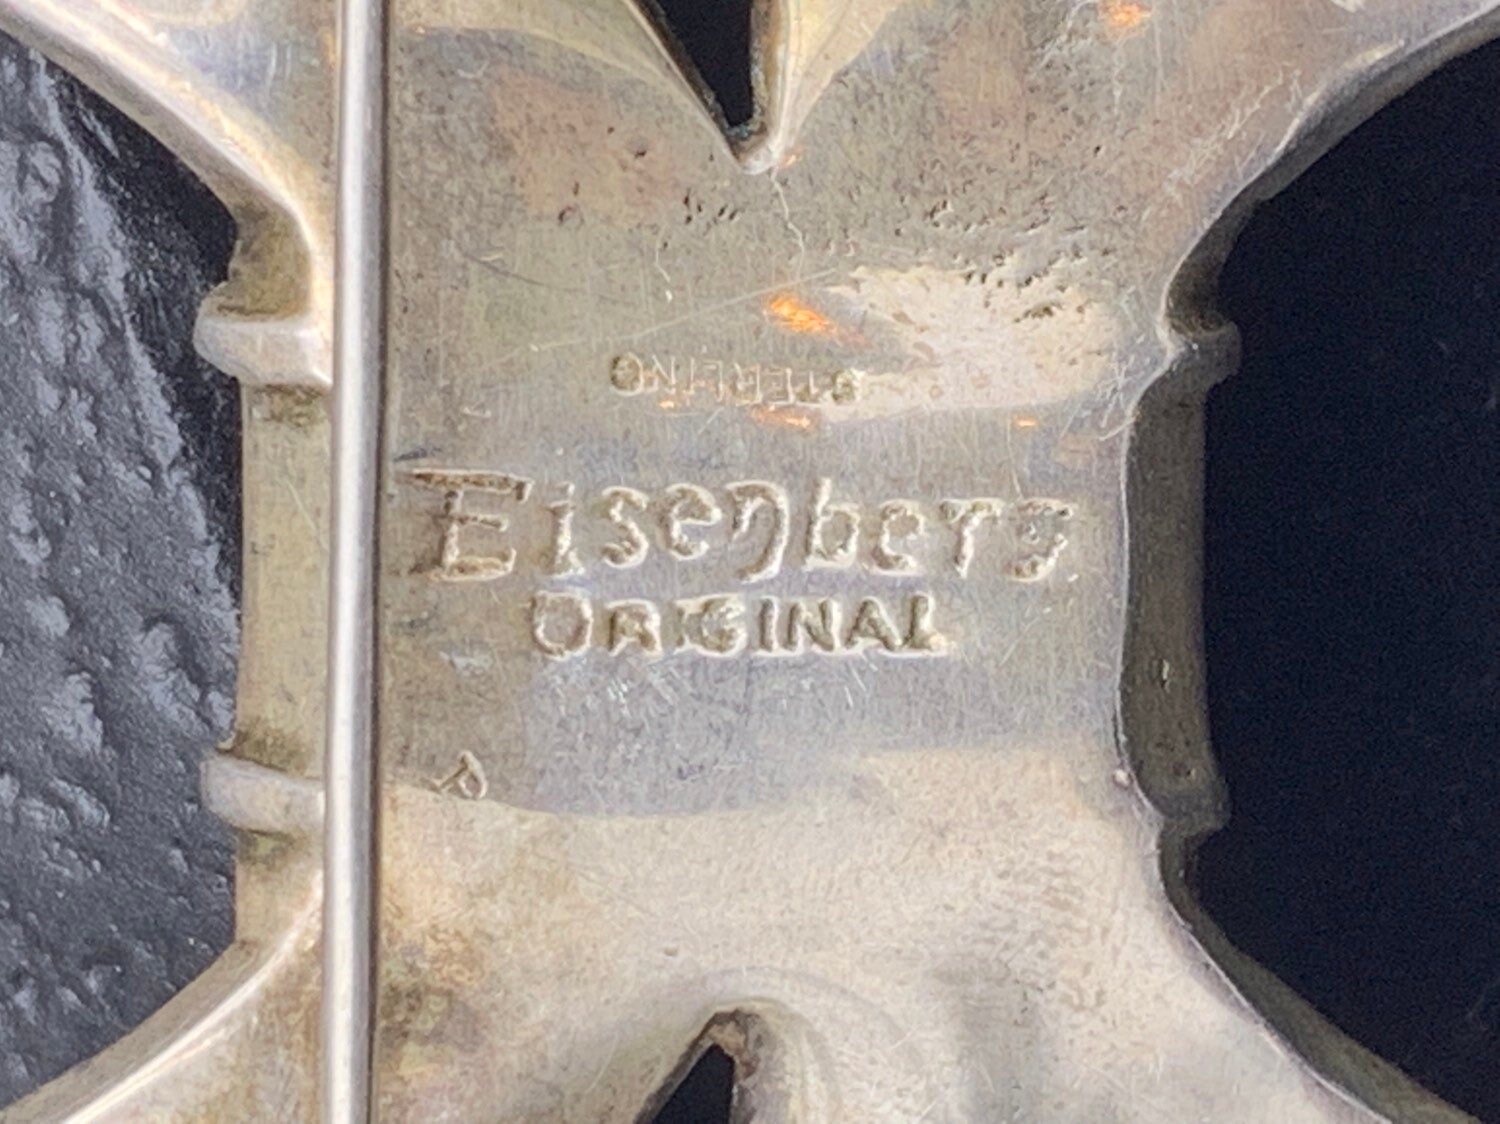 STERLING
Eisenberg
ORIGINAL
P